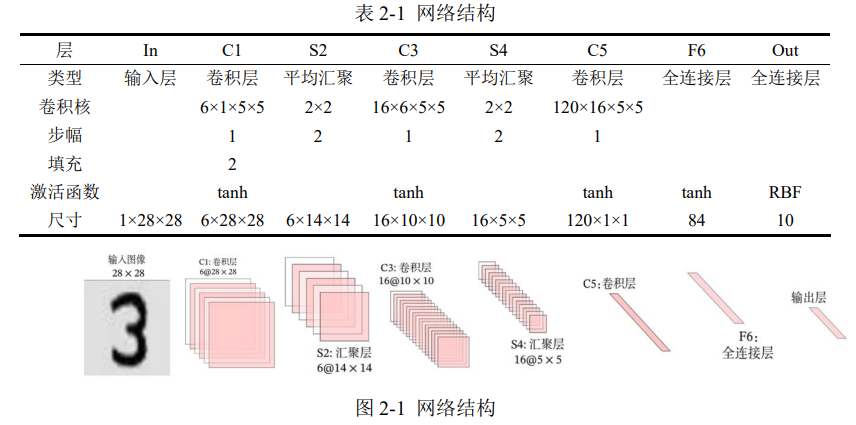 表 2-1 网络结构
层 In C1 S2 C3 S4 C5 F6 Out
类型 输入层 卷积层 平均汇聚 卷积层 平均汇聚 卷积层 全连接层 全连接层
卷积核 6×1×5×5 2×2 16×6×5×5 2×2 120×16×5×5
步幅 1 2 1 2 1
填充 2
激活函数 tanh tanh tanh tanh RBF
尺寸 1×28×28 6×28×28 6×14×14 16×10×10 16×5×5 120×1×1 84 10
输入图像
28×28
3
C1: 卷积层
6@28×28
S2: 汇聚层
6@14×14
C3: 卷积层
16@10×10
S4: 汇聚层
16@5×5
C5:卷积层
F6:
全连接层
输出层
图 2-1 网络结构